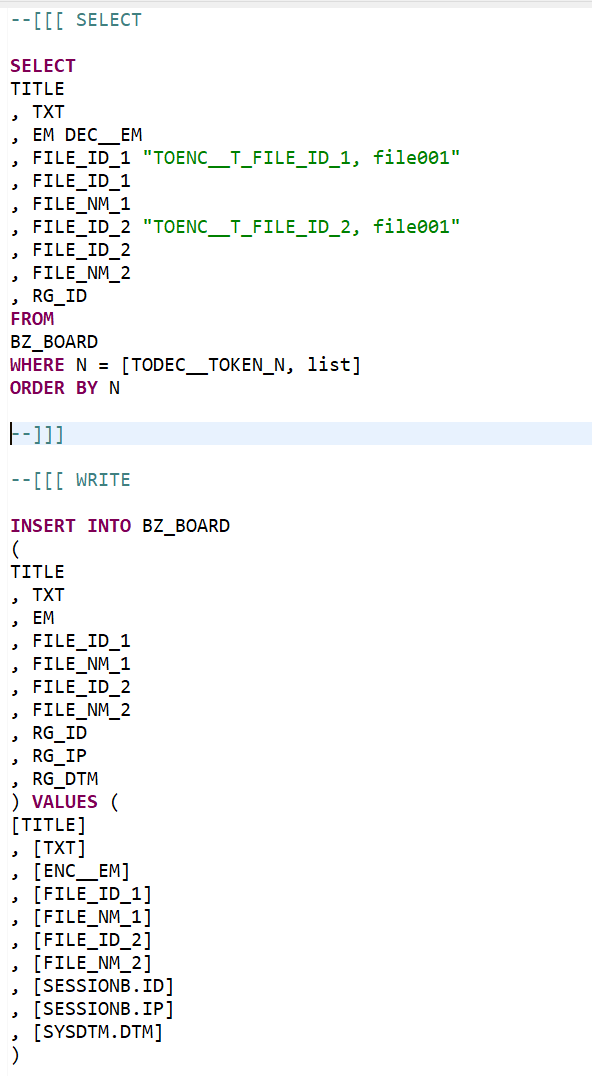 --[[[ SELECT
SELECT
TITLE
, TXT
, EM DEC__EM
, FILE_ID_1 "TOENC__T_FILE_ID_1, file001"
, FILE_ID_1
, FILE_NM_1
, FILE_ID_2 "TOENC__T_FILE_ID_2, file001"
, FILE_ID_2
, FILE_NM_2
, RG_ID
FROM
BZ_BOARD
WHERE N = [TODEC__TOKEN_N, list]
ORDER BY N
--]]]
--[[[ WRITE
INSERT INTO BZ_BOARD
(
TITLE
, TXT
, EM
, FILE_ID_1
, FILE_NM_1
, FILE_ID_2
, FILE_NM_2
, RG_ID
, RG_IP
, RG_DTM
) VALUES (
[TITLE]
, [TXT]
, [ENC__EM]
, [FILE_ID_1]
, [FILE_NM_1]
, [FILE_ID_2]
, [FILE_NM_2]
, [SESSIONB.ID]
, [SESSIONB.IP]
, [SYSDTM.DTM]
)